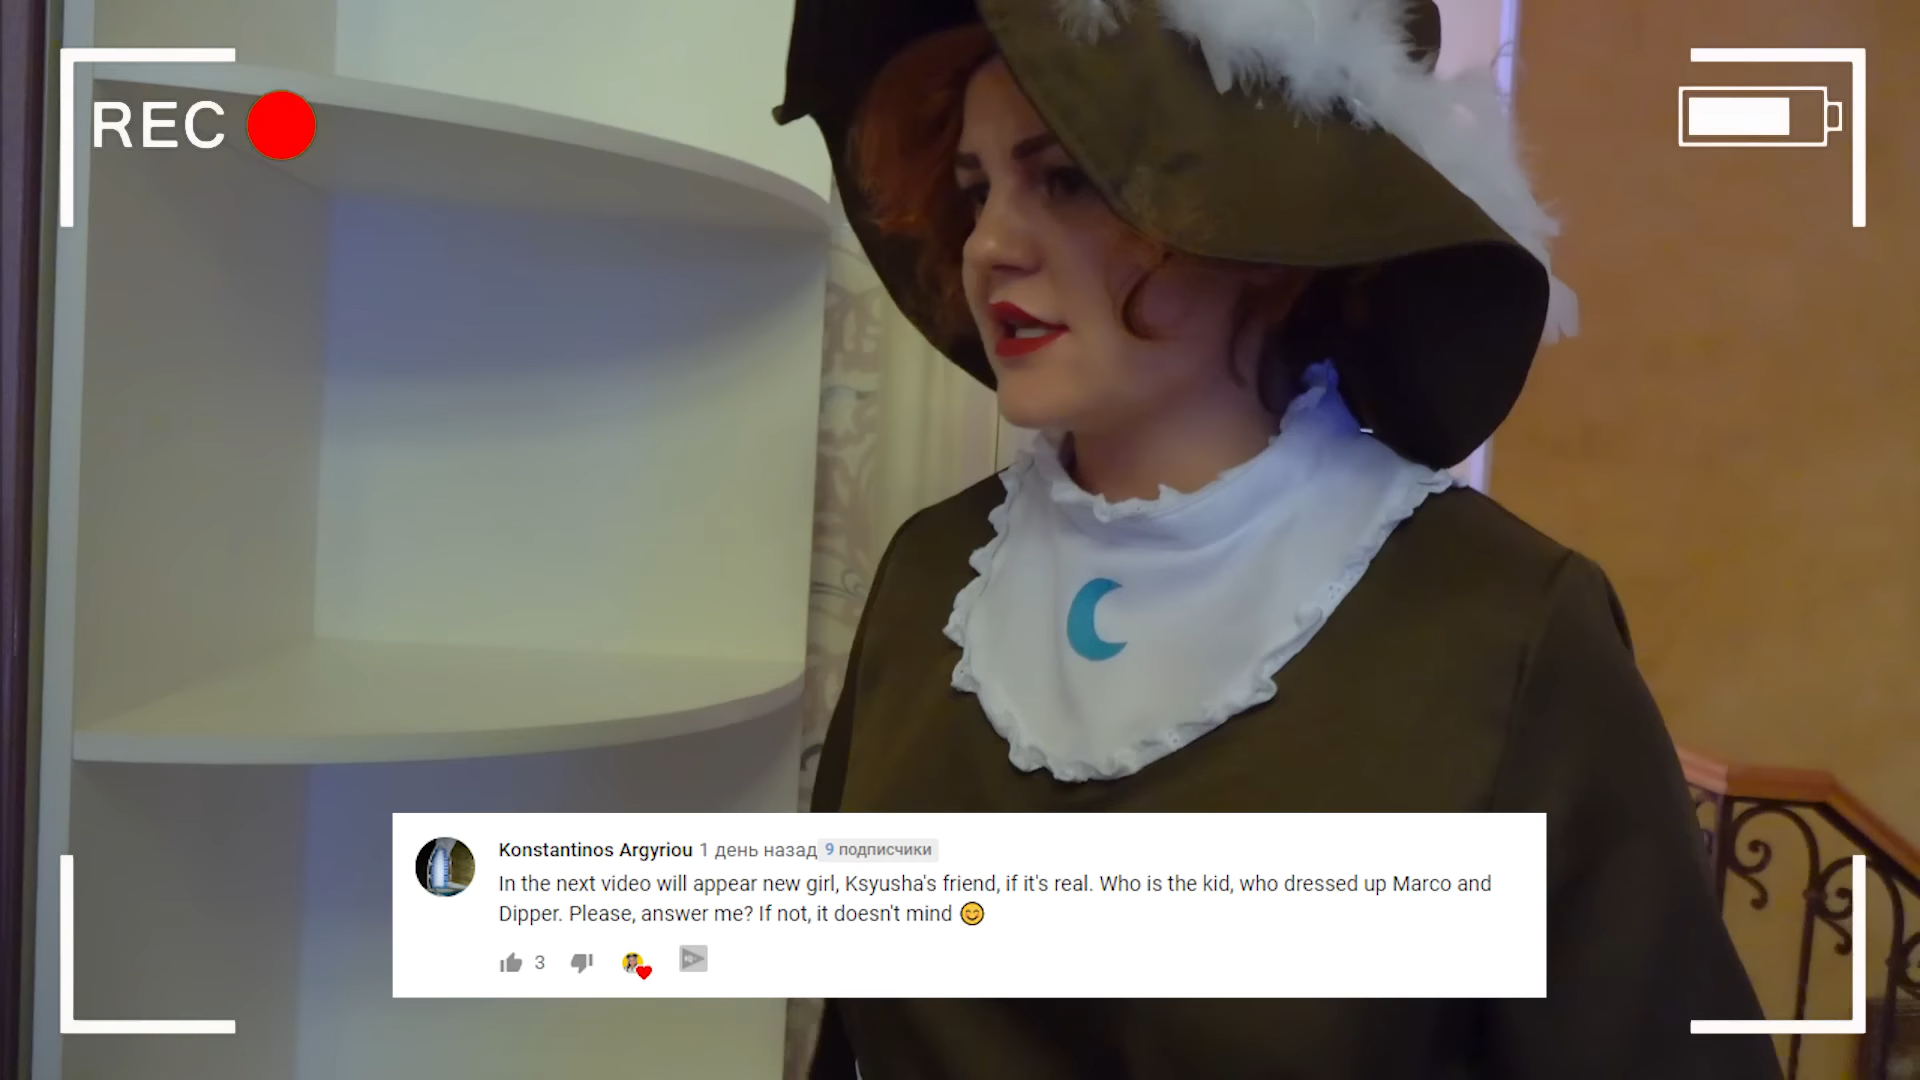 REC
Konstantinos Argyriou 1 день назад 9 подписчики
In the next video will appear new girl, Ksyusha's friend, if it's real. Who is the kid, who dressed up Marco and
Dipper. Please, answer me? If not, it doesn't mind 😊
3